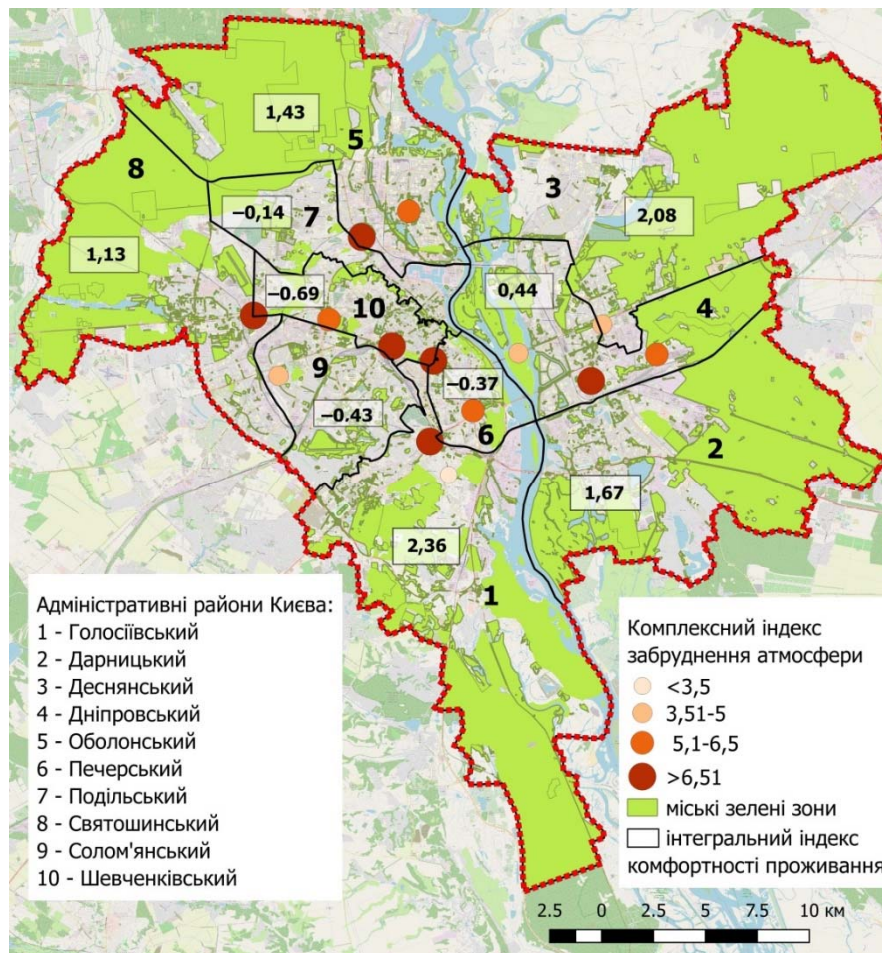 1,43
5
8
3
−0,14
7
2,08
1,13
−0.69
10
0,44
4
9
−0.37
−0.43
6
2
1,67
2,36
1
Адміністративні райони Києва:
1 - Голосіївський
2 - Дарницький
3 - Деснянський
4 - Дніпровський
5 - Оболонський
6 - Печерський
7 - Подільський
8 - Святошинський
9 - Солом'янський
10 - Шевченківський
Комплексний індекс
забруднення атмосфери
<3,5
3,51-5
5,1-6,5
>6,51
міські зелені зони
інтегральний індекс
комфортності проживання
2.5 0 2.5 5 7.5 10 км